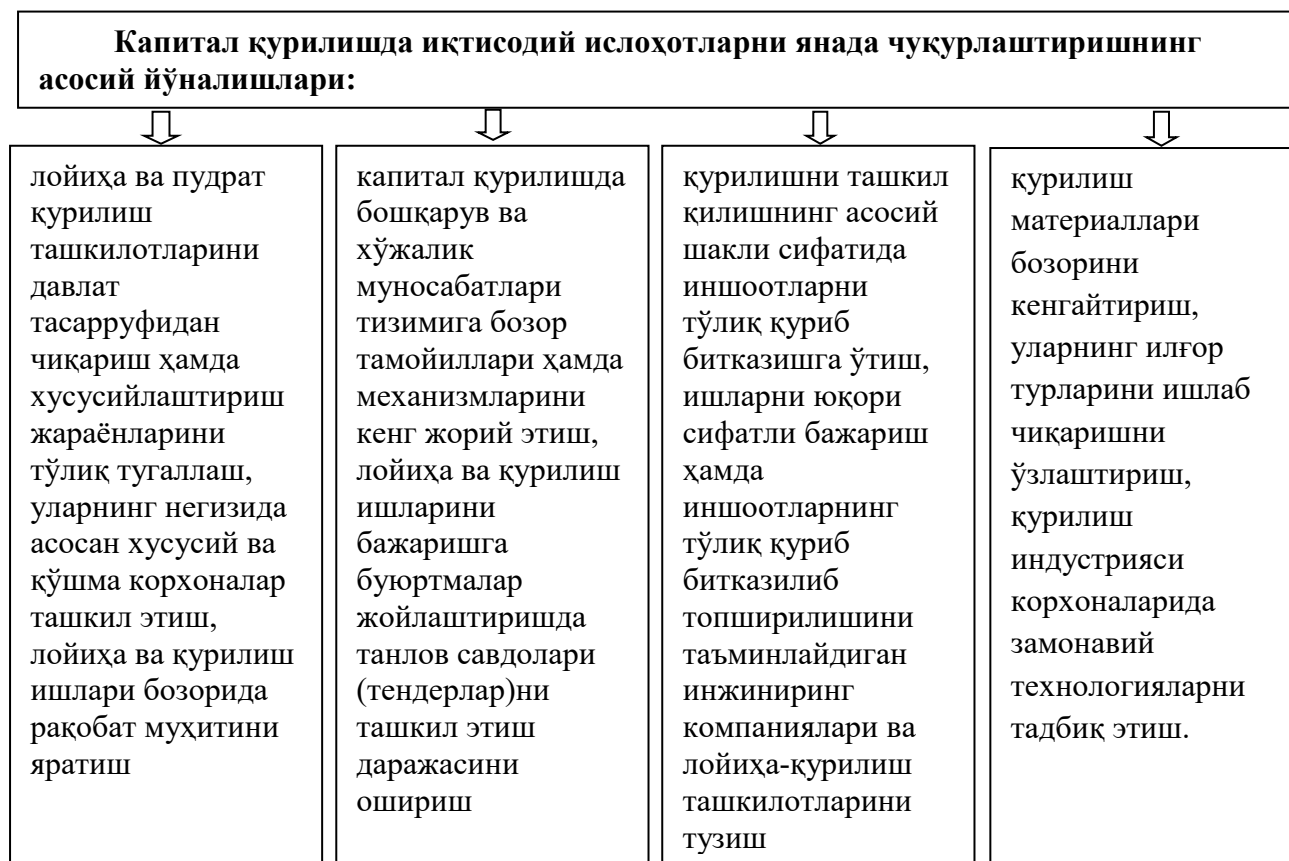 Капитал қурилишда иқтисодий ислоҳотларни янада чуқурлаштиришнинг
асосий йўналишлари:
лойиҳа ва пудрат
қурилиш
ташкилотларини
давлат
тасарруфидан
чиқариш ҳамда
хусусийлаштириш
жараёнларини
тўлиқ тугаллаш,
уларнинг негизида
асосан хусусий ва
қўшма корхоналар
ташкил этиш,
лойиҳа ва қурилиш
ишлари бозорида
рақобат муҳитини
яратиш
капитал қурилишда
бошқарув ва
хўжалик
муносабатлари
тизимига бозор
тамойиллари ҳамда
механизмларини
кенг жорий этиш,
лойиҳа ва қурилиш
ишларини
бажаришга
буюртмалар
жойлаштиришда
танлов савдолари
(тендерлар)ни
ташкил этиш
даражасини
ошириш
қурилишни ташкил
қилишнинг асосий
шакли сифатида
иншоотларни
тўлиқ қуриб
битказишга ўтиш,
ишларни юқори
сифатли бажариш
ҳамда
иншоотларнинг
тўлиқ қуриб
битказилиб
топширилишини
таъминлайдиган
инжиниринг
компаниялари ва
лойиҳа-қурилиш
ташкилотларини
тузиш
қурилиш
материаллари
бозорини
кенгайтириш,
уларнинг илғор
турларини ишлаб
чиқаришни
ўзлаштириш,
қурилиш
индустрияси
корхоналарида
замонавий
технологияларни
тадбиқ этиш.